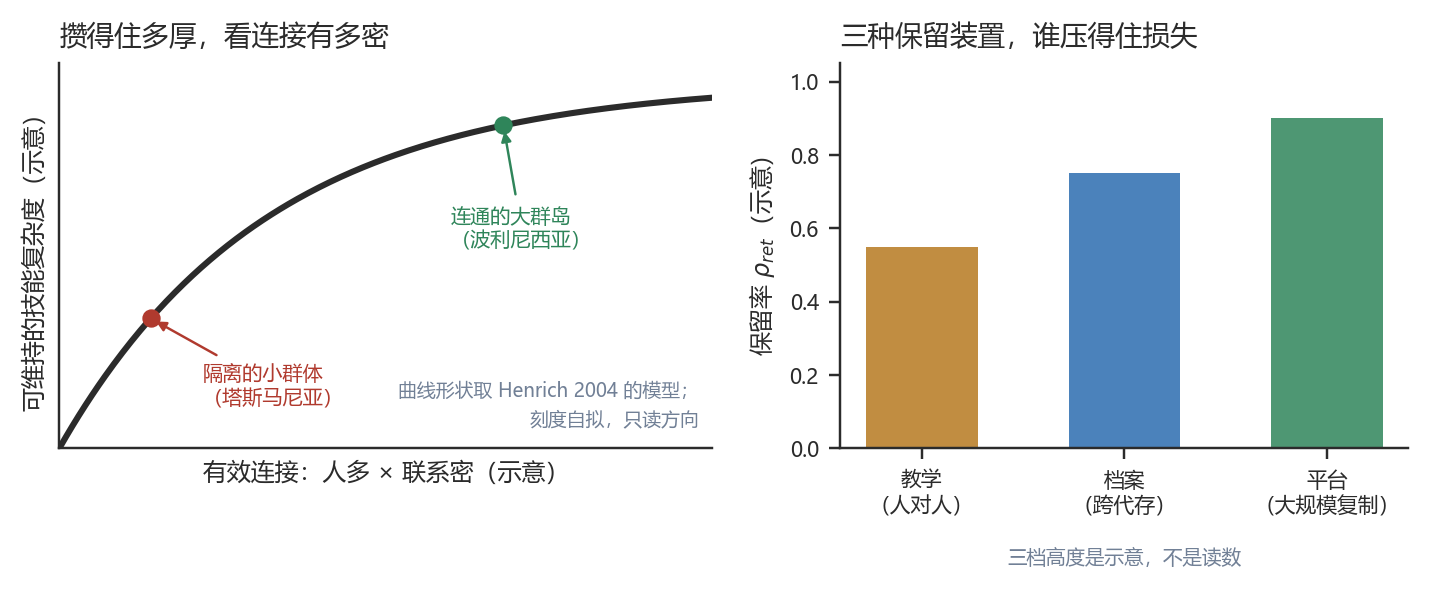 攒得住多厚，看连接有多密
可维持的技能复杂度（示意）
连通的大群岛
（波利尼西亚）
隔离的小群体
（塔斯马尼亚）
曲线形状取 Henrich 2004 的模型；
刻度自拟，只读方向
有效连接：人多 × 联系密（示意）
三种保留装置，谁压得住损失
保留率 ρret（示意）
1.0
0.8
0.6
0.4
0.2
0.0
教学
（人对人）
档案
（跨代存）
平台
（大规模复制）
三档高度是示意，不是读数